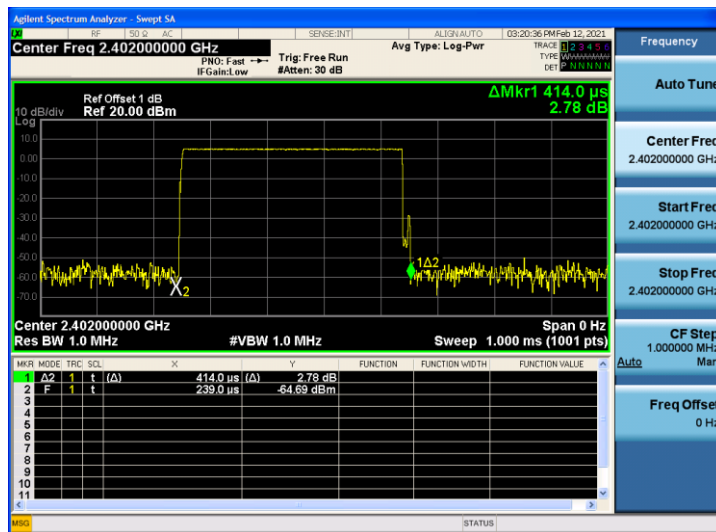 Agilent Spectrum Analyzer - Swept SA
RF 50 Ω AC SENSE:INT ALIGNAUTO 03:20:36 PM Feb 12, 2021
Center Freq 2.402000000 GHz Avg Type: Log-Pwr TRACE 1 2 3 4 5 6
PNO: Fast Trig: Free Run TYPE
IFGain:Low #Atten: 30 dB DET P N N N N N
ΔMkr1 414.0 µs
2.78 dB
Ref Offset 1 dB
10 dB/div Ref 20.00 dBm
Log
10.0
0.00
-10.0
-20.0
-30.0
-40.0
-50.0
-60.0
-70.0
1Δ2
X2
Center 2.402000000 GHz Span 0 Hz
Res BW 1.0 MHz #VBW 1.0 MHz Sweep 1.000 ms (1001 pts)
MKR MODE TRC SCL X Y FUNCTION FUNCTION WIDTH FUNCTION VALUE
1 Δ2 1 t (Δ) 414.0 µs (Δ) 2.78 dB
2 F 1 t 239.0 µs -64.69 dBm
3
4
5
6
7
8
9
10
11
MSG STATUS
Frequency
Auto Tune
Center Freq
2.402000000 GHz
Start Freq
2.402000000 GHz
Stop Freq
2.402000000 GHz
CF Step
1.000000 MHz
Auto Man
Freq Offset
0 Hz